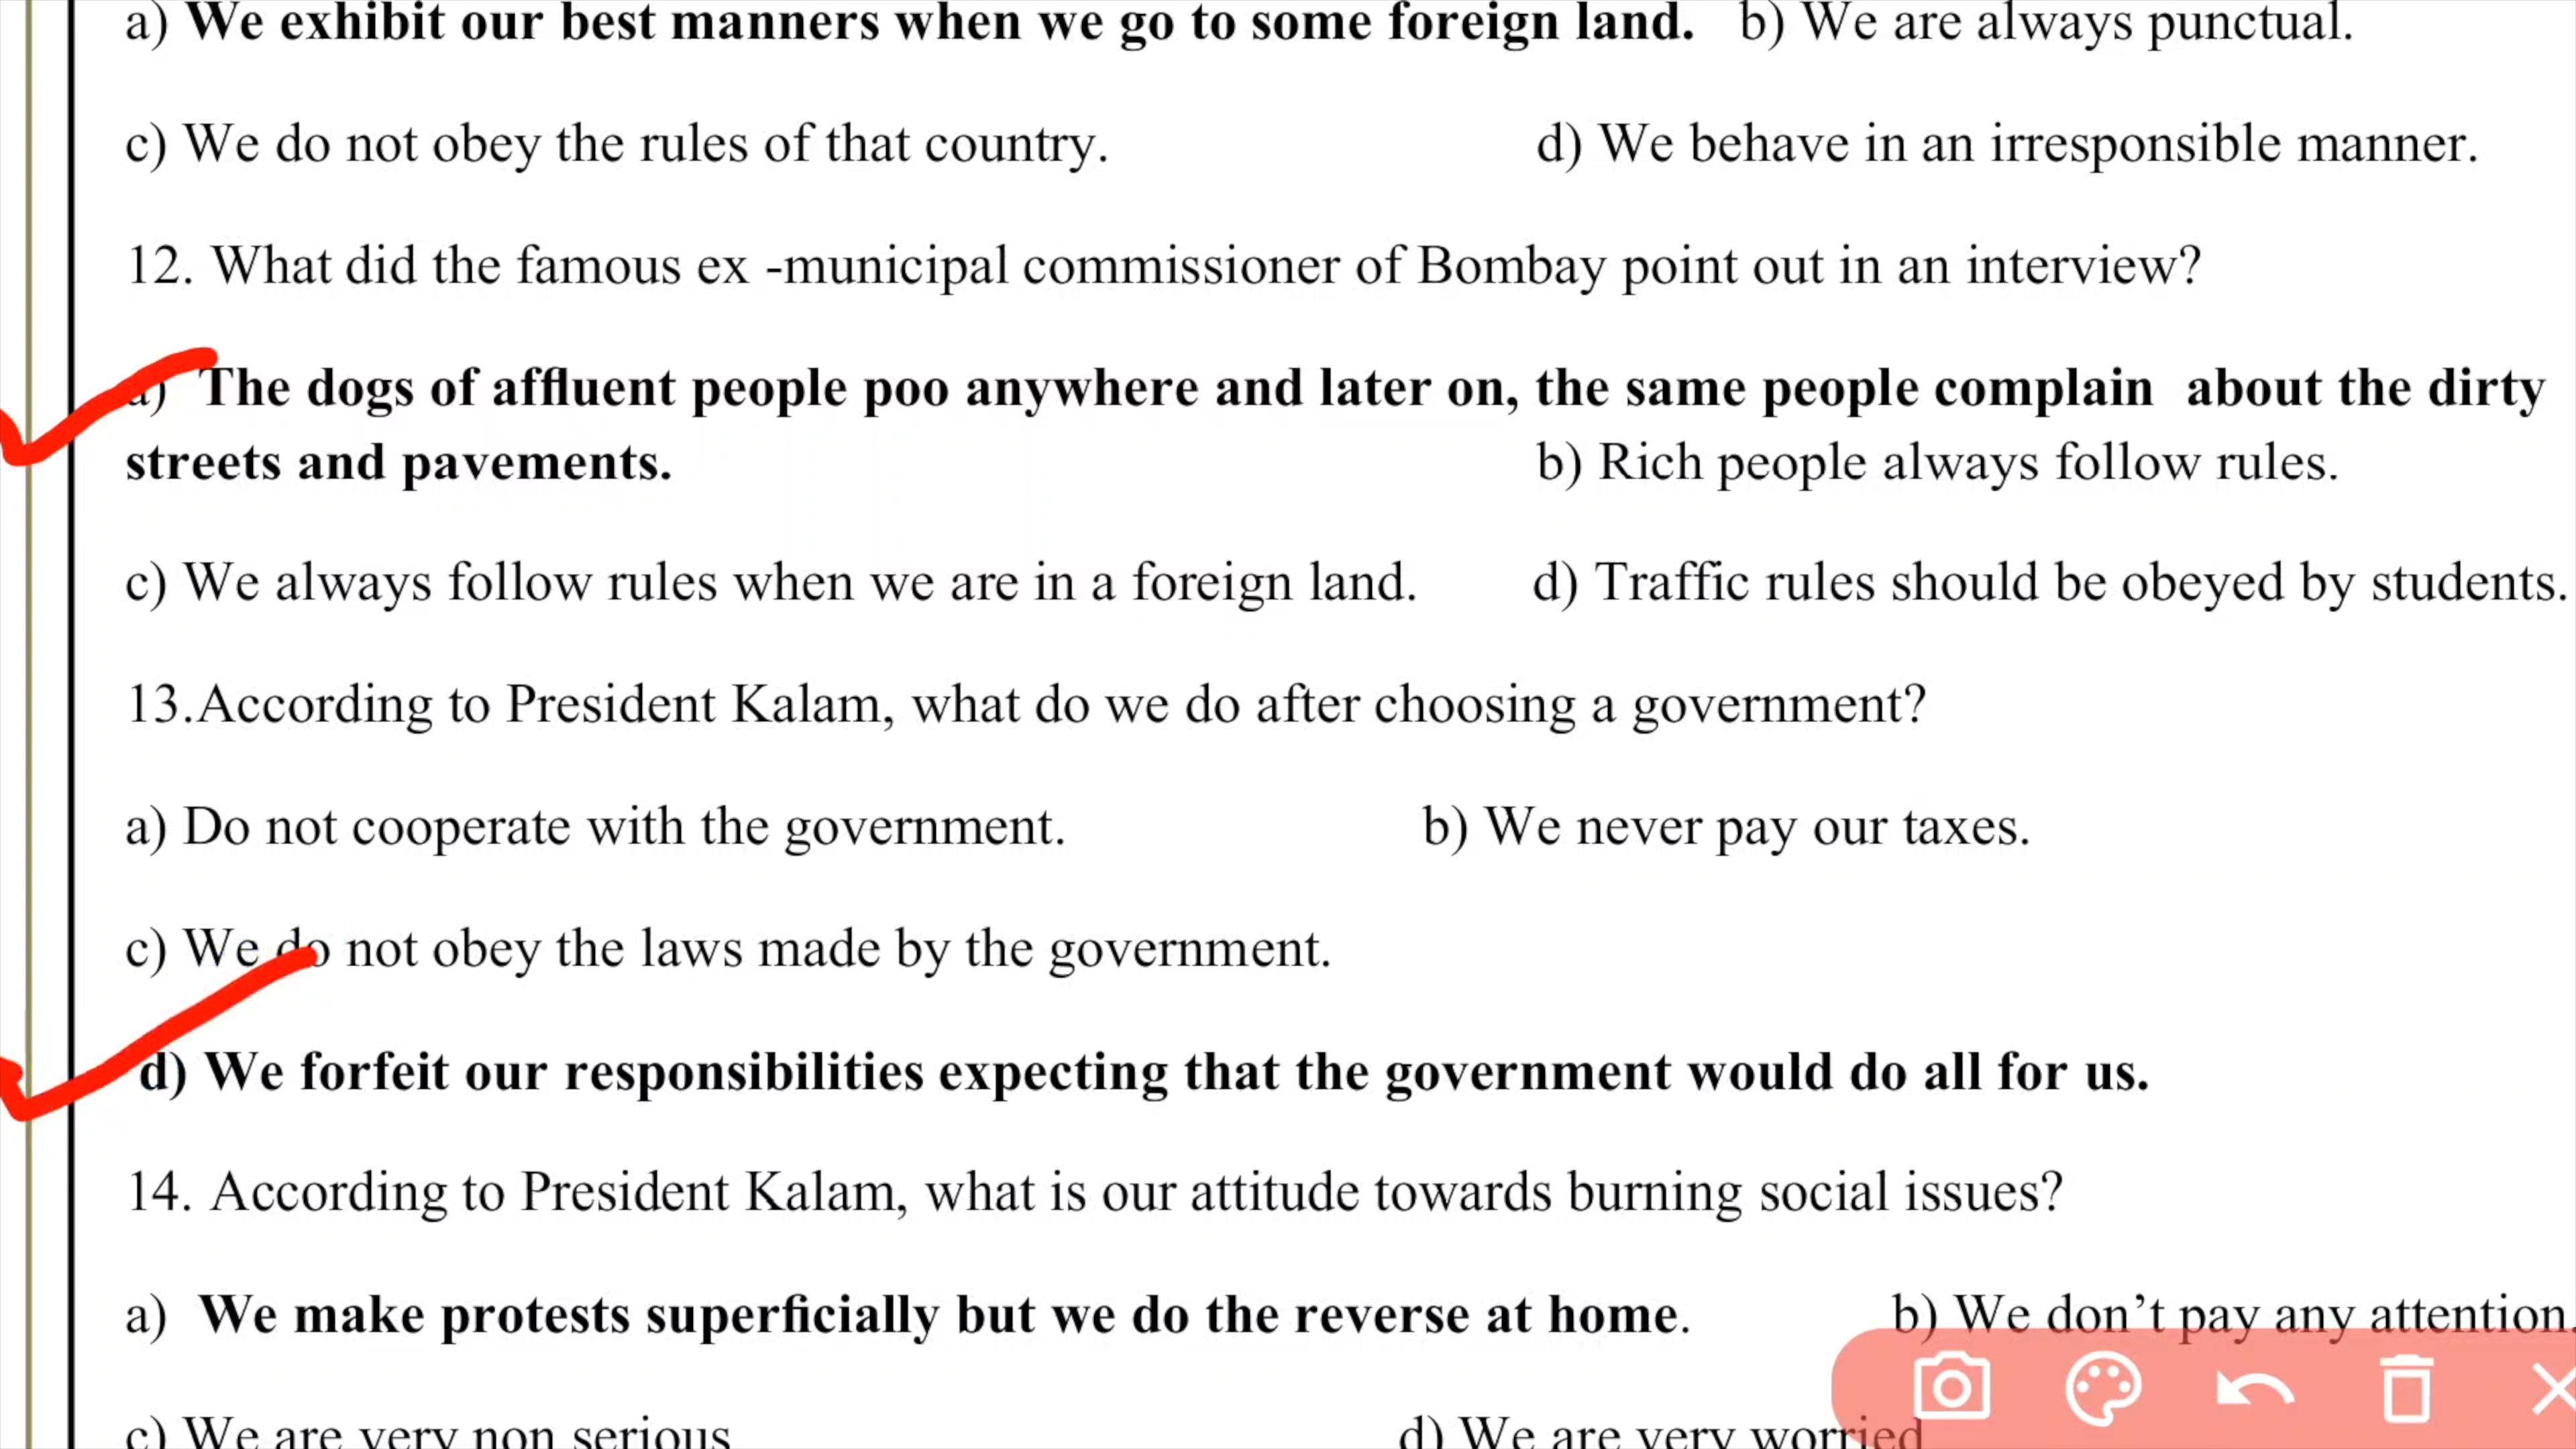 a) We exhibit our best manners when we go to some foreign land. b) We are always punctual.
c) We do not obey the rules of that country. d) We behave in an irresponsible manner.
12. What did the famous ex -municipal commissioner of Bombay point out in an interview?
a) The dogs of affluent people poo anywhere and later on, the same people complain about the dirty
streets and pavements. b) Rich people always follow rules.
c) We always follow rules when we are in a foreign land. d) Traffic rules should be obeyed by students.
13.According to President Kalam, what do we do after choosing a government?
a) Do not cooperate with the government. b) We never pay our taxes.
c) We do not obey the laws made by the government.
d) We forfeit our responsibilities expecting that the government would do all for us.
14. According to President Kalam, what is our attitude towards burning social issues?
a) We make protests superficially but we do the reverse at home. b) We don’t pay any attention.
c) We are very non serious d) We are very worried